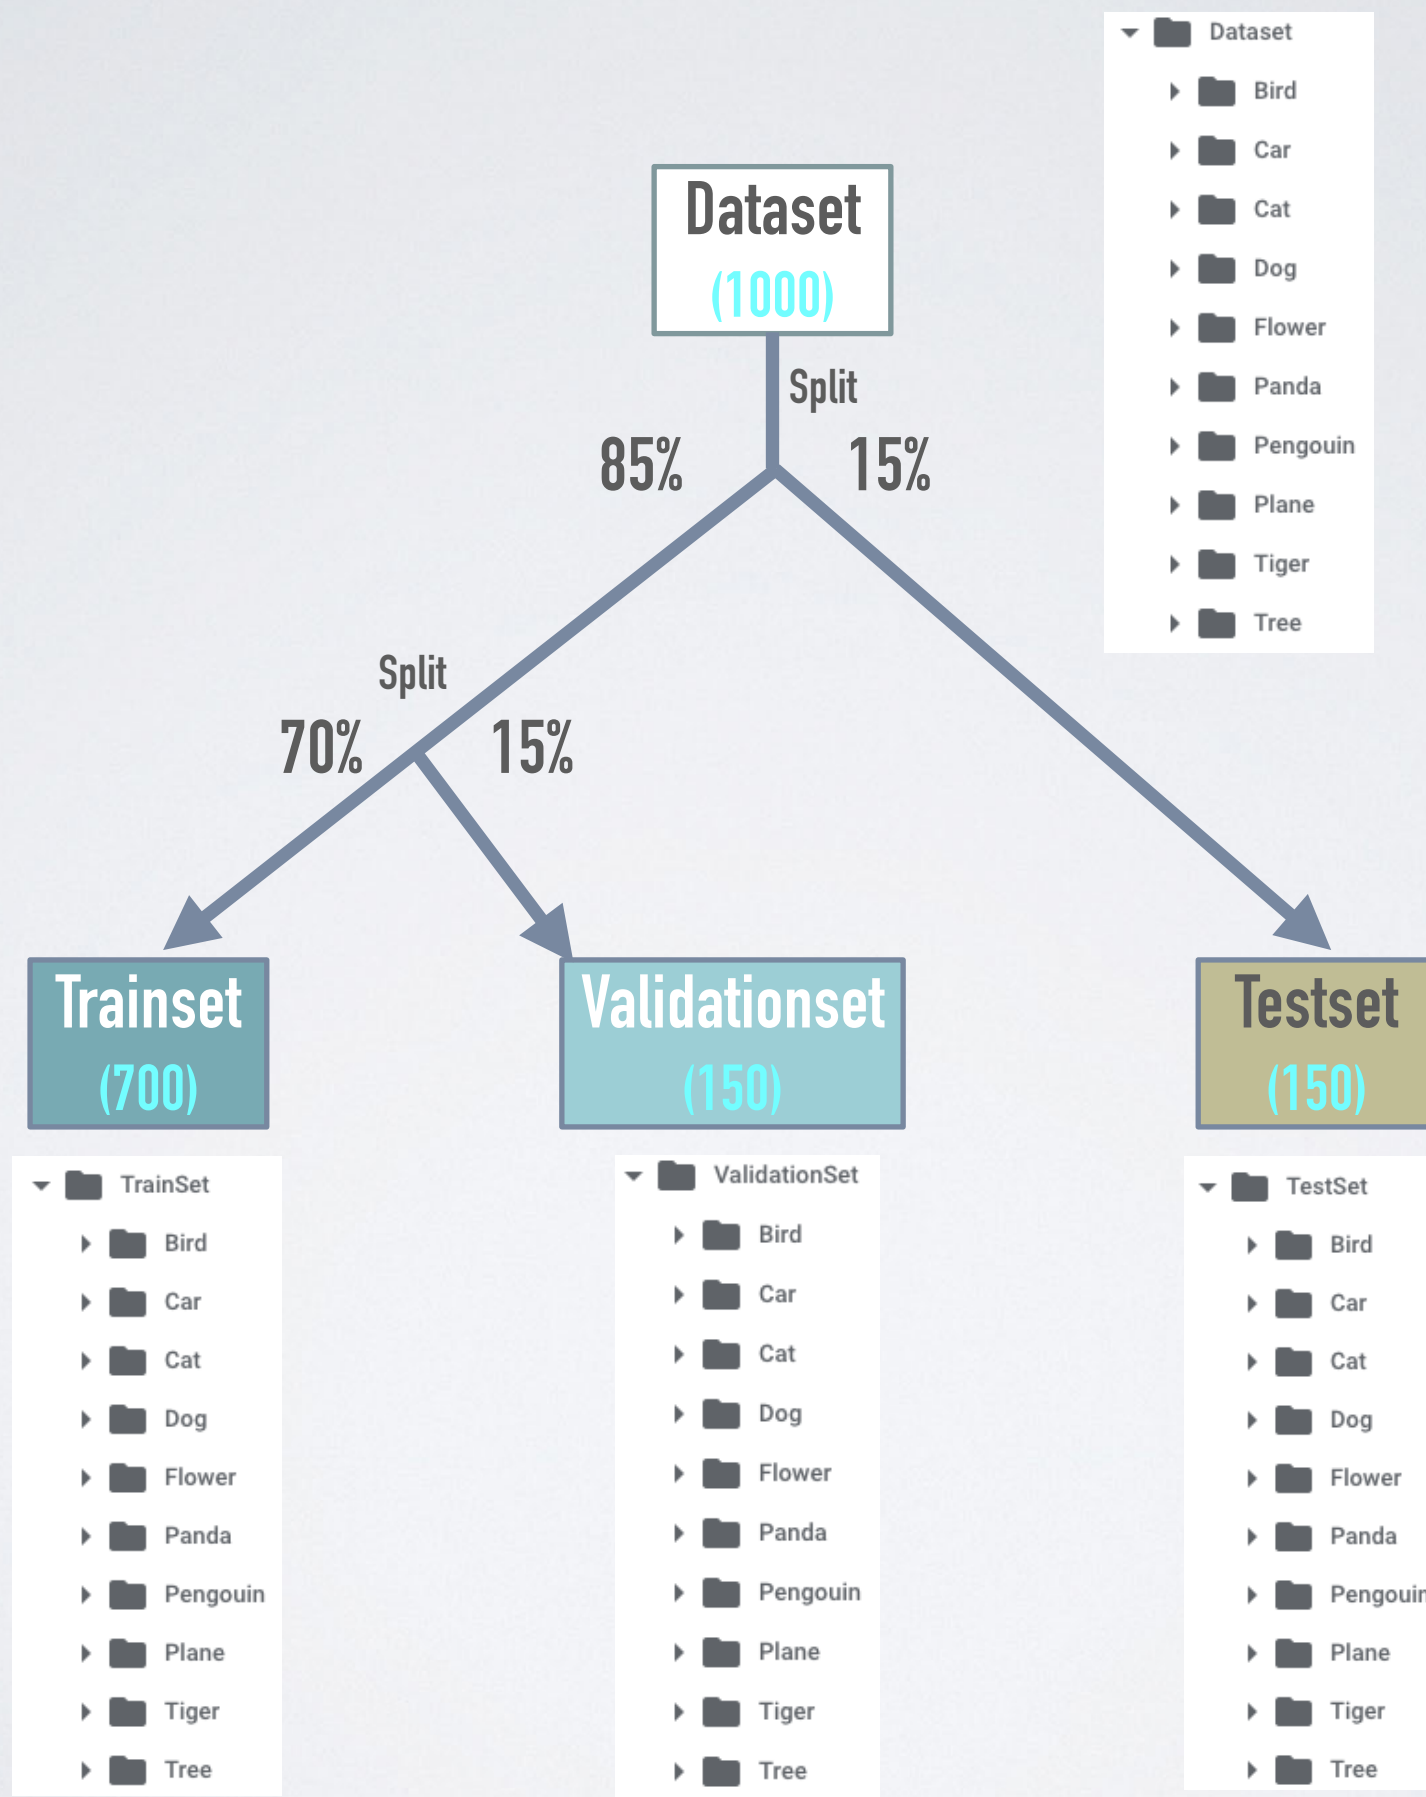 Dataset
Bird
Car
Cat
Dog
Flower
Panda
Pengouin
Plane
Tiger
Tree
Dataset
(1000)
Split
85%
15%
Split
70%
15%
Trainset
(700)
Validationset
(150)
Testset
(150)
TrainSet
Bird
Car
Cat
Dog
Flower
Panda
Pengouin
Plane
Tiger
Tree
ValidationSet
Bird
Car
Cat
Dog
Flower
Panda
Pengouin
Plane
Tiger
Tree
TestSet
Bird
Car
Cat
Dog
Flower
Panda
Pengouin
Plane
Tiger
Tree